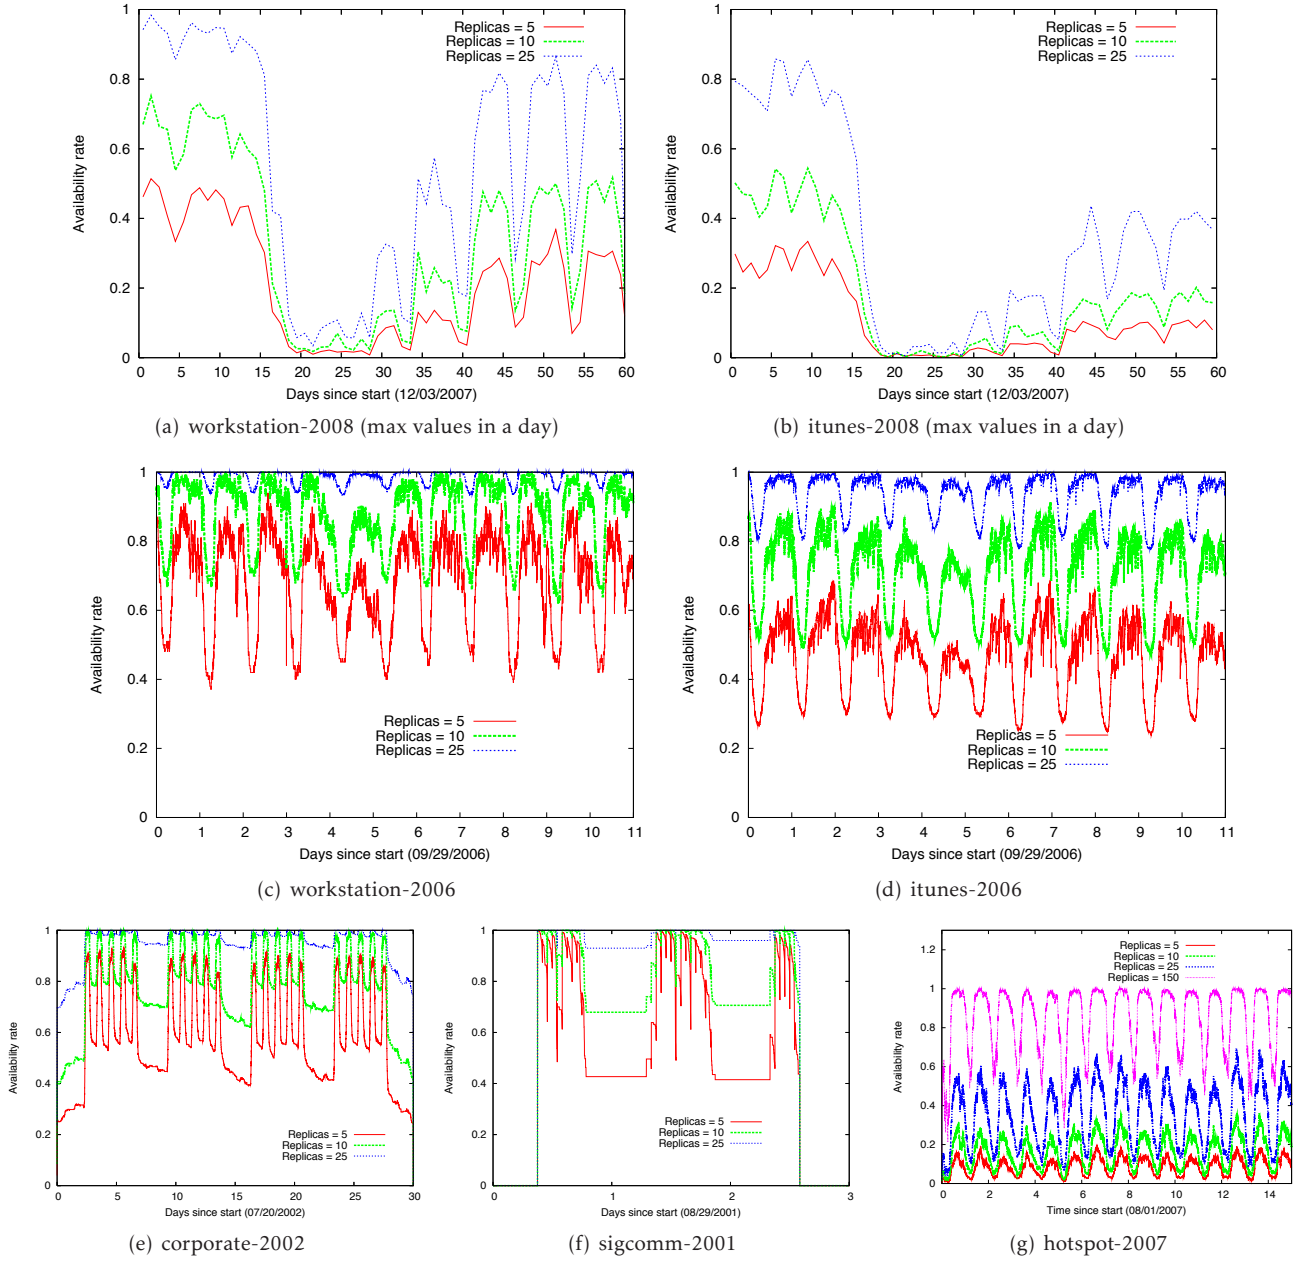 Replicas = 5
Replicas = 10
Replicas = 25
Availability rate
1
0.8
0.6
0.4
0.2
0
0 5 10 15 20 25 30 35 40 45 50 55 60
Days since start (12/03/2007)
(a) workstation-2008 (max values in a day)
Replicas = 5
Replicas = 10
Replicas = 25
Availability rate
1
0.8
0.6
0.4
0.2
0
0 5 10 15 20 25 30 35 40 45 50 55 60
Days since start (12/03/2007)
(b) itunes-2008 (max values in a day)
Availability rate
1
0.8
0.6
0.4
0.2
0
Replicas = 5
Replicas = 10
Replicas = 25
0 1 2 3 4 5 6 7 8 9 10 11
Days since start (09/29/2006)
(c) workstation-2006
Availability rate
1
0.8
0.6
0.4
0.2
0
Replicas = 5
Replicas = 10
Replicas = 25
0 1 2 3 4 5 6 7 8 9 10 11
Days since start (09/29/2006)
(d) itunes-2006
Availability rate
1
0.8
0.6
0.4
0.2
0
Replicas = 5
Replicas = 10
Replicas = 25
0 5 10 15 20 25 30
Days since start (07/20/2002)
(e) corporate-2002
Availability rate
1
0.8
0.6
0.4
0.2
0
Replicas = 5
Replicas = 10
Replicas = 25
0 1 2 3
Days since start (08/29/2001)
(f) sigcomm-2001
Availability rate
1.2
1
0.8
0.6
0.4
0.2
0
Replicas = 5
Replicas = 10
Replicas = 25
Replicas = 150
0 2 4 6 8 10 12 14
Time since start (08/01/2007)
(g) hotspot-2007